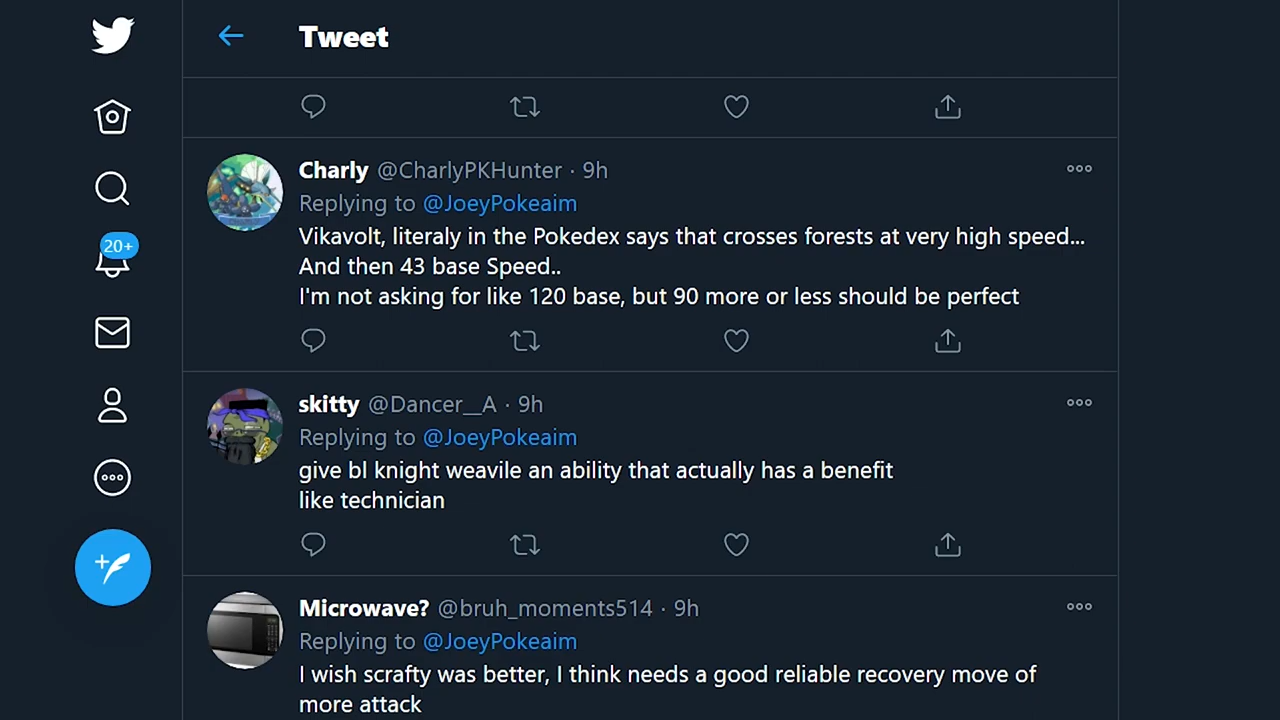 Tweet
Charly @CharlyPKHunter · 9h
Replying to @JoeyPokeaim
Vikavolt, literaly in the Pokedex says that crosses forests at very high speed...
And then 43 base Speed..
I'm not asking for like 120 base, but 90 more or less should be perfect
20+
skitty @Dancer__A · 9h
Replying to @JoeyPokeaim
give bl knight weavile an ability that actually has a benefit
like technician
Microwave? @bruh_moments514 · 9h
Replying to @JoeyPokeaim
I wish scrafty was better, I think needs a good reliable recovery move of
more attack